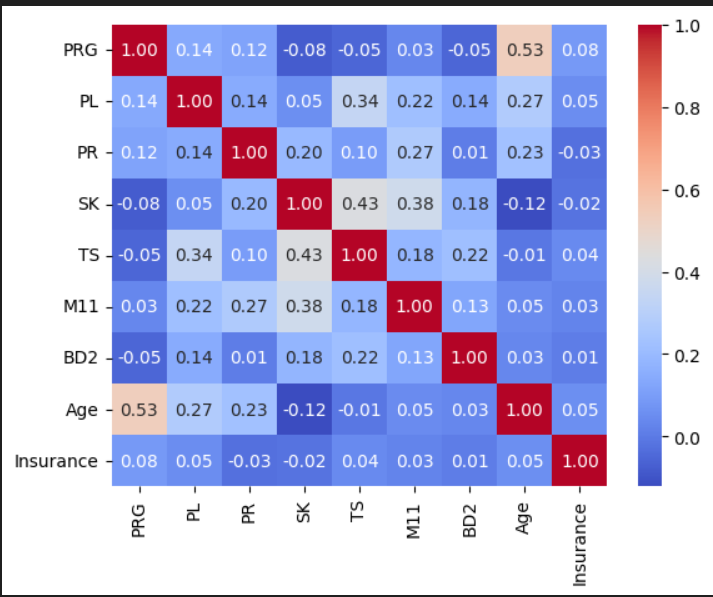 PRG 1.00 0.14 0.12 -0.08 -0.05 0.03 -0.05 0.53 0.08
PL 0.14 1.00 0.14 0.05 0.34 0.22 0.14 0.27 0.05
PR 0.12 0.14 1.00 0.20 0.10 0.27 0.01 0.23 -0.03
SK -0.08 0.05 0.20 1.00 0.43 0.38 0.18 -0.12 -0.02
TS -0.05 0.34 0.10 0.43 1.00 0.18 0.22 -0.01 0.04
M11 0.03 0.22 0.27 0.38 0.18 1.00 0.13 0.05 0.03
BD2 -0.05 0.14 0.01 0.18 0.22 0.13 1.00 0.03 0.01
Age 0.53 0.27 0.23 -0.12 -0.01 0.05 0.03 1.00 0.05
Insurance 0.08 0.05 -0.03 -0.02 0.04 0.03 0.01 0.05 1.00
PRG PL PR SK TS M11 BD2 Age Insurance
1.0
0.8
0.6
0.4
0.2
0.0